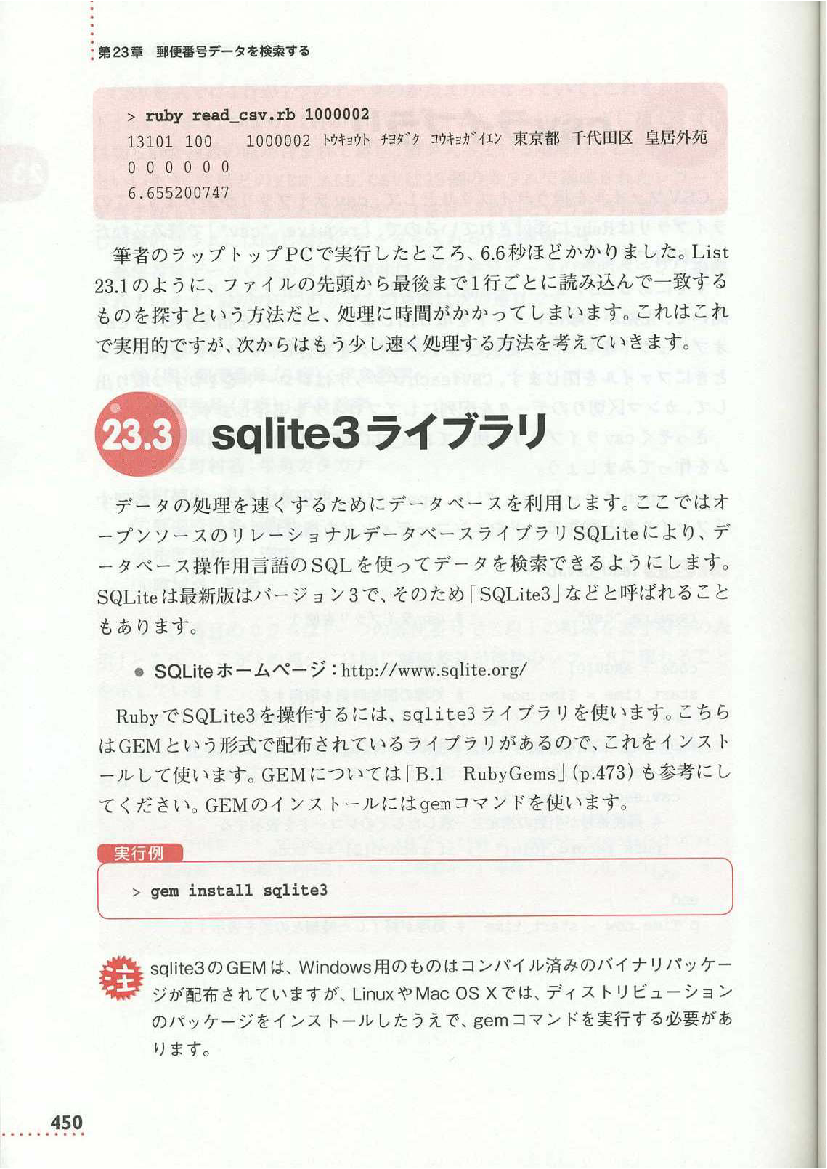 第23章　郵便番号データを検索する
> ruby read_csv.rb 1000002
13101 100　　1000002 ﾄｳｷｮｳﾄ ﾁﾖﾀﾞｸ ｺｳｷｮｶﾞｲｴﾝ 東京都 千代田区 皇居外苑
0 0 0 0 0 0
6.655200747
筆者のラップトップPCで実行したところ、6.6秒ほどかかりました。List
23.1のように、ファイルの先頭から最後まで1行ごとに読み込んで一致する
ものを探すという方法だと、処理に時間がかかってしまいます。これはこれ
で実用的ですが、次からはもう少し速く処理する方法を考えていきます。
23.3 sqlite3ライブラリ
データの処理を速くするためにデータベースを利用します。ここではオ
ープンソースのリレーショナルデータベースライブラリSQLiteにより、デ
ータベース操作用言語のSQLを使ってデータを検索できるようにします。
SQLiteは最新版はバージョン3で、そのため「SQLite3」などと呼ばれること
もあります。
● SQLiteホームページ：http://www.sqlite.org/
RubyでSQLite3を操作するには、sqlite3ライブラリを使います。こちら
はGEMという形式で配布されているライブラリがあるので、これをインスト
ールして使います。GEMについては「B.1　RubyGems」（p.473）も参考にし
てください。GEMのインストールにはgemコマンドを使います。
実行例
> gem install sqlite3
注 sqlite3のGEMは、Windows用のものはコンパイル済みのバイナリパッケー
ジが配布されていますが、LinuxやMac OS Xでは、ディストリビューション
のパッケージをインストールしたうえで、gemコマンドを実行する必要があ
ります。
450